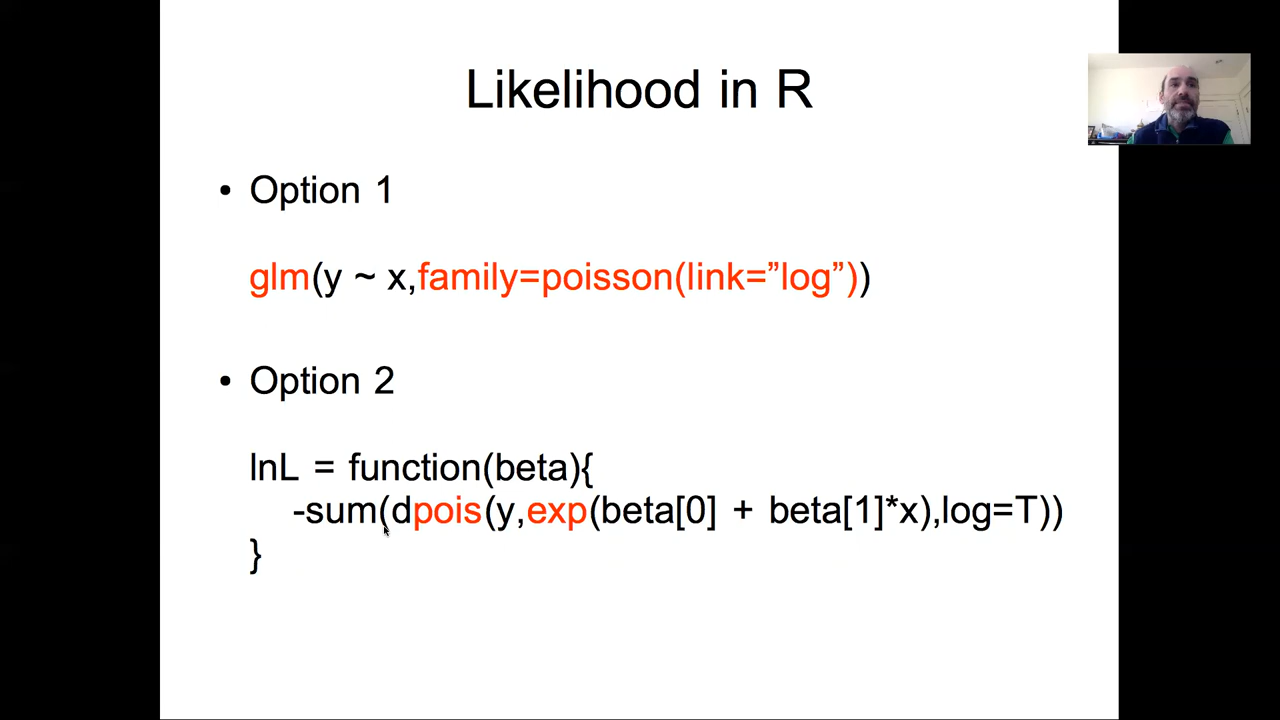 Likelihood in R
• Option 1
glm(y ~ x,family=poisson(link=”log”))
• Option 2
lnL = function(beta){
-sum(dpois(y,exp(beta[0] + beta[1]*x),log=T))
}